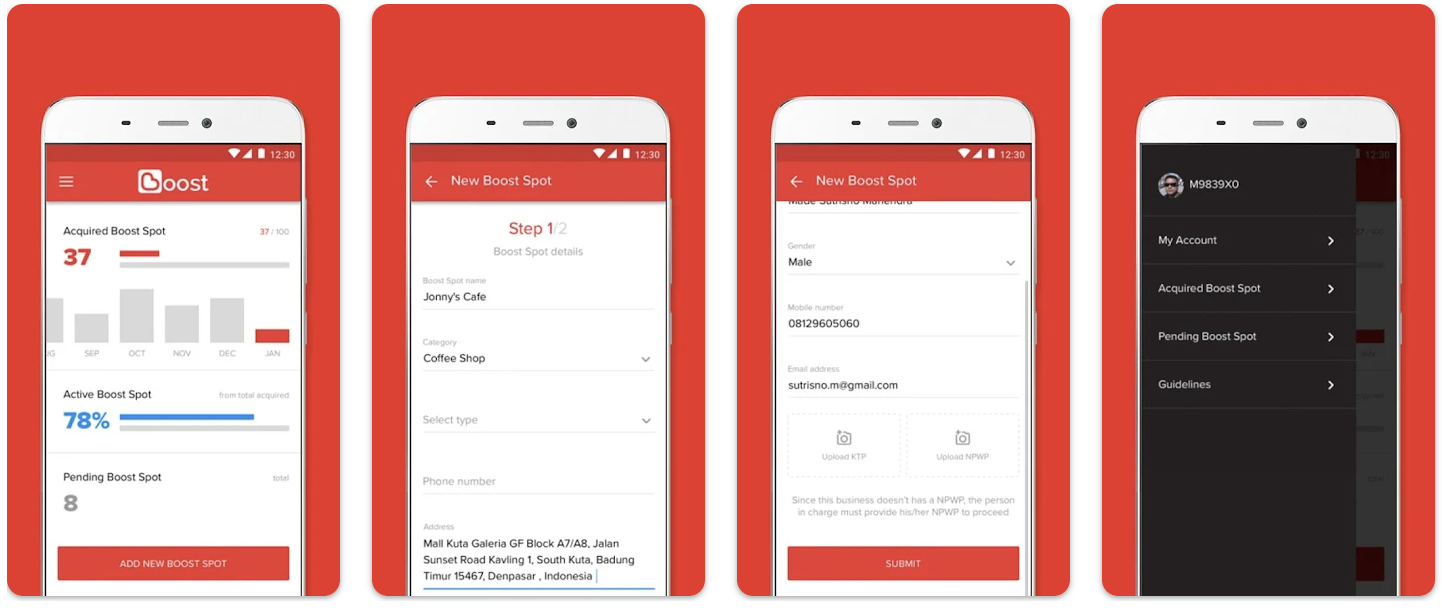 12:30
Boost
Acquired Boost Spot
37 / 100
37
UG SEP OCT NOV DEC JAN
Active Boost Spot
from total acquired
78%
Pending Boost Spot
total
8
ADD NEW BOOST SPOT
12:30
New Boost Spot
Step 1/2
Boost Spot details
Boost Spot name
Jonny's Cafe
Category
Coffee Shop
Select type
Phone number
Address
Mall Kuta Galeria GF Block A7/A8, Jalan
Sunset Road Kavling 1, South Kuta, Badung
Timur 15467, Denpasar , Indonesia
12:30
New Boost Spot
Made Sutrisno Mahendra
Gender
Male
Mobile number
08129605060
Email address
sutrisno.m@gmail.com
Upload KTP
Upload NPWP
Since this business doesn't has a NPWP, the person
in charge must provide his/her NPWP to proceed
SUBMIT
12:30
M9839X0
37 / 100
My Account
Acquired Boost Spot
Pending Boost Spot
JAN
Guidelines
total